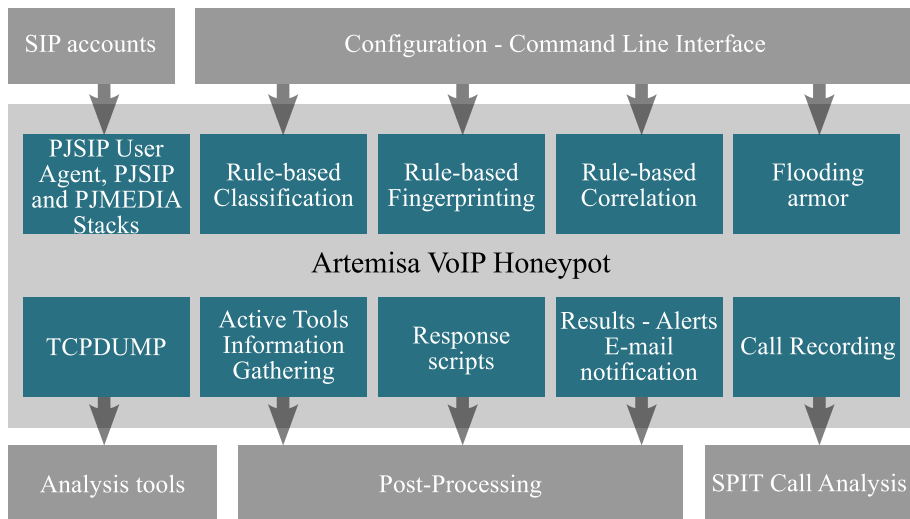 SIP accounts
Configuration - Command Line Interface
PJSIP User
Agent, PJSIP
and PJMEDIA
Stacks
Rule-based
Classification
Rule-based
Fingerprinting
Rule-based
Correlation
Flooding
armor
Artemisa VoIP Honeypot
TCPDUMP
Active Tools
Information
Gathering
Response
scripts
Results - Alerts
E-mail
notification
Call Recording
Analysis tools
Post-Processing
SPIT Call Analysis